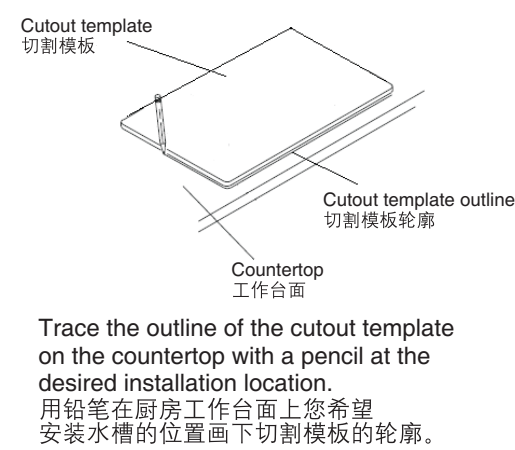 Cutout template
切割模板
Cutout template outline
切割模板轮廓
Countertop
工作台面
Trace the outline of the cutout template
on the countertop with a pencil at the
desired installation location.
用铅笔在厨房工作台面上您希望
安装水槽的位置画下切割模板的轮廓。